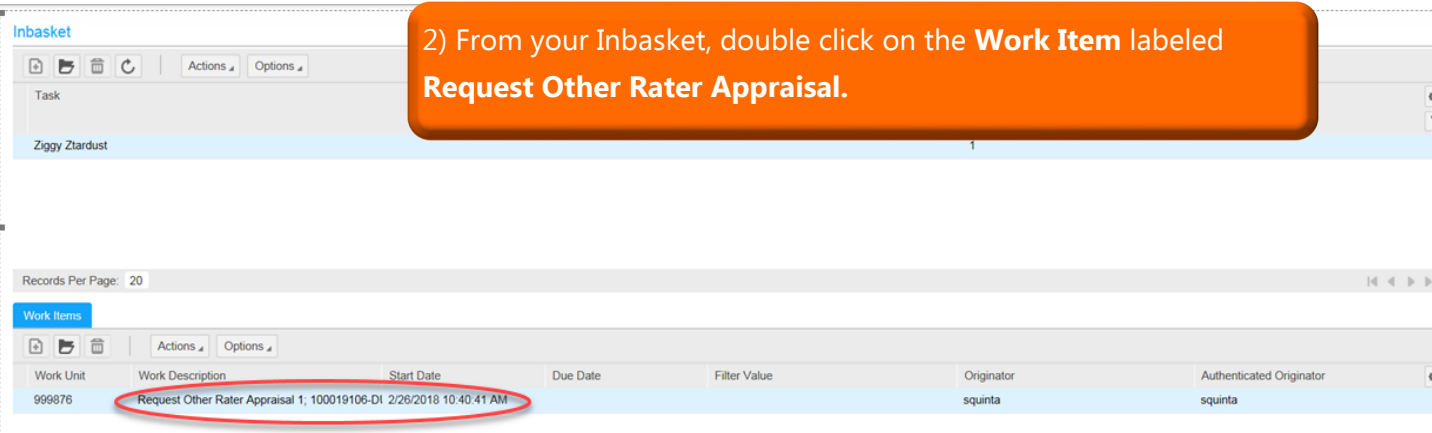 Inbasket
2) From your Inbasket, double click on the Work Item labeled
Request Other Rater Appraisal.
Actions Options
Task
Ziggy Ztardust 1
Records Per Page: 20
Work Items
Actions Options
Work Unit Work Description Start Date Due Date Filter Value Originator Authenticated Originator
999876 Request Other Rater Appraisal 1; 100019106-DU 2/26/2018 10:40:41 AM squinta squinta